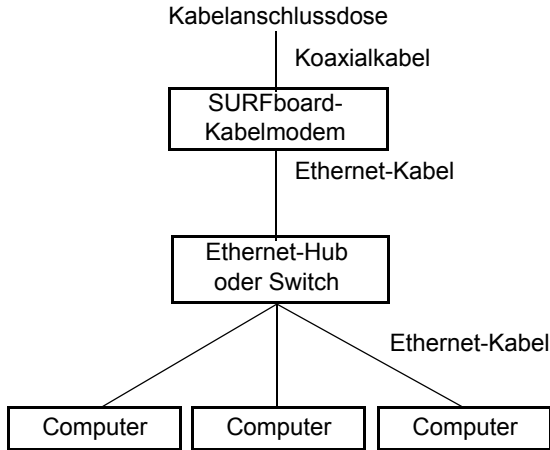 Kabelanschlussdose
Koaxialkabel
SURFboard-
Kabelmodem
Ethernet-Kabel
Ethernet-Hub
oder Switch
Ethernet-Kabel
Computer
Computer
Computer